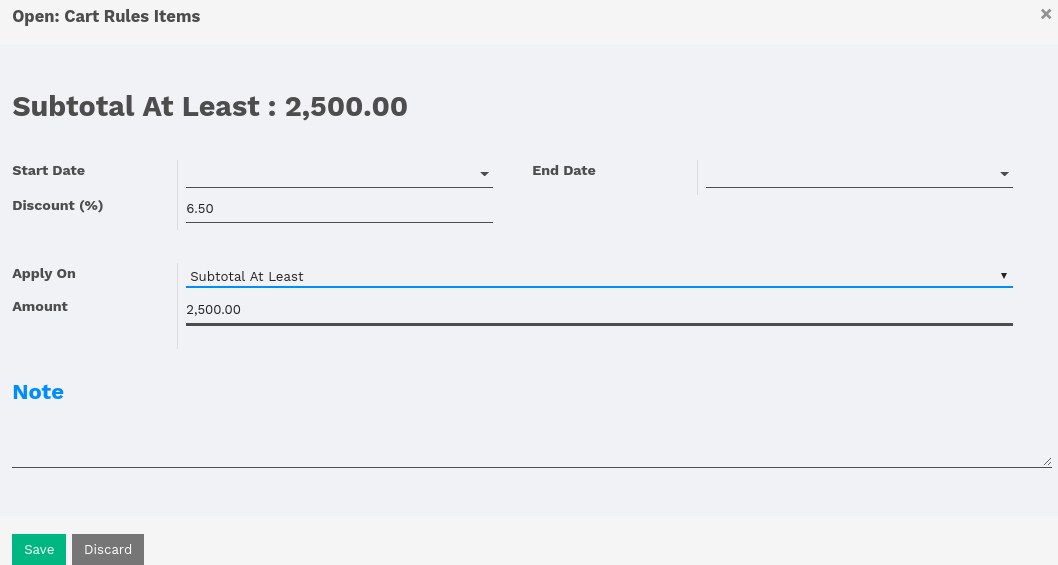 Open: Cart Rules Items
×
Subtotal At Least : 2,500.00
Start Date
End Date
Discount (%)
6.50
Apply On
Subtotal At Least
Amount
2,500.00
Note
Save
Discard